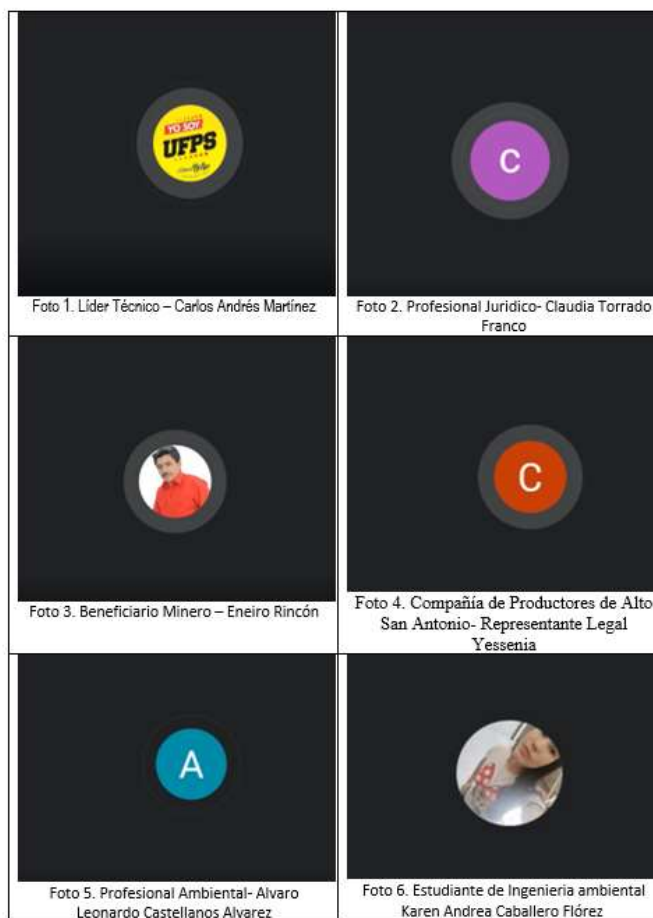 YO SOY
UFPS
C
Foto 1. Líder Técnico – Carlos Andrés Martínez
Foto 2. Profesional Juridico- Claudia Torrado
Franco
C
Foto 3. Beneficiario Minero – Eneiro Rincón
Foto 4. Compañía de Productores de Alto
San Antonio- Representante Legal
Yessenia
A
Foto 5. Profesional Ambiental- Alvaro
Leonardo Castellanos Alvarez
Foto 6. Estudiante de Ingenieria ambiental
Karen Andrea Caballero Flórez